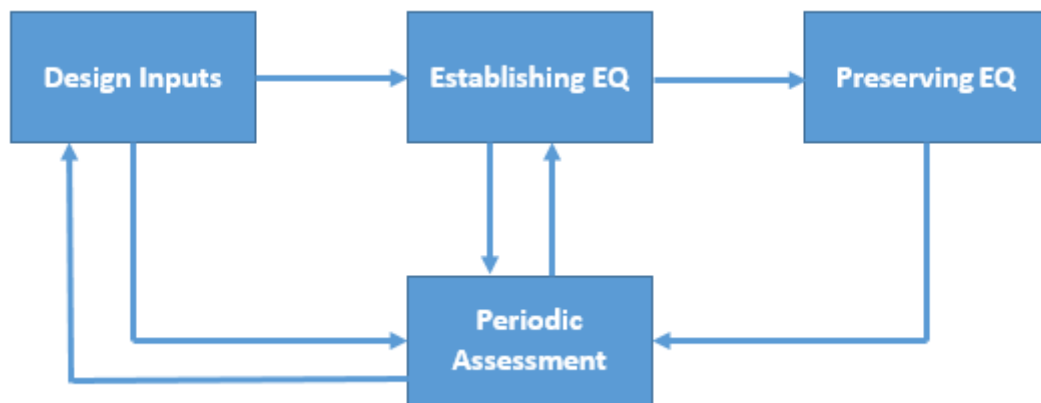 Design Inputs
Establishing EQ
Preserving EQ
Periodic
Assessment